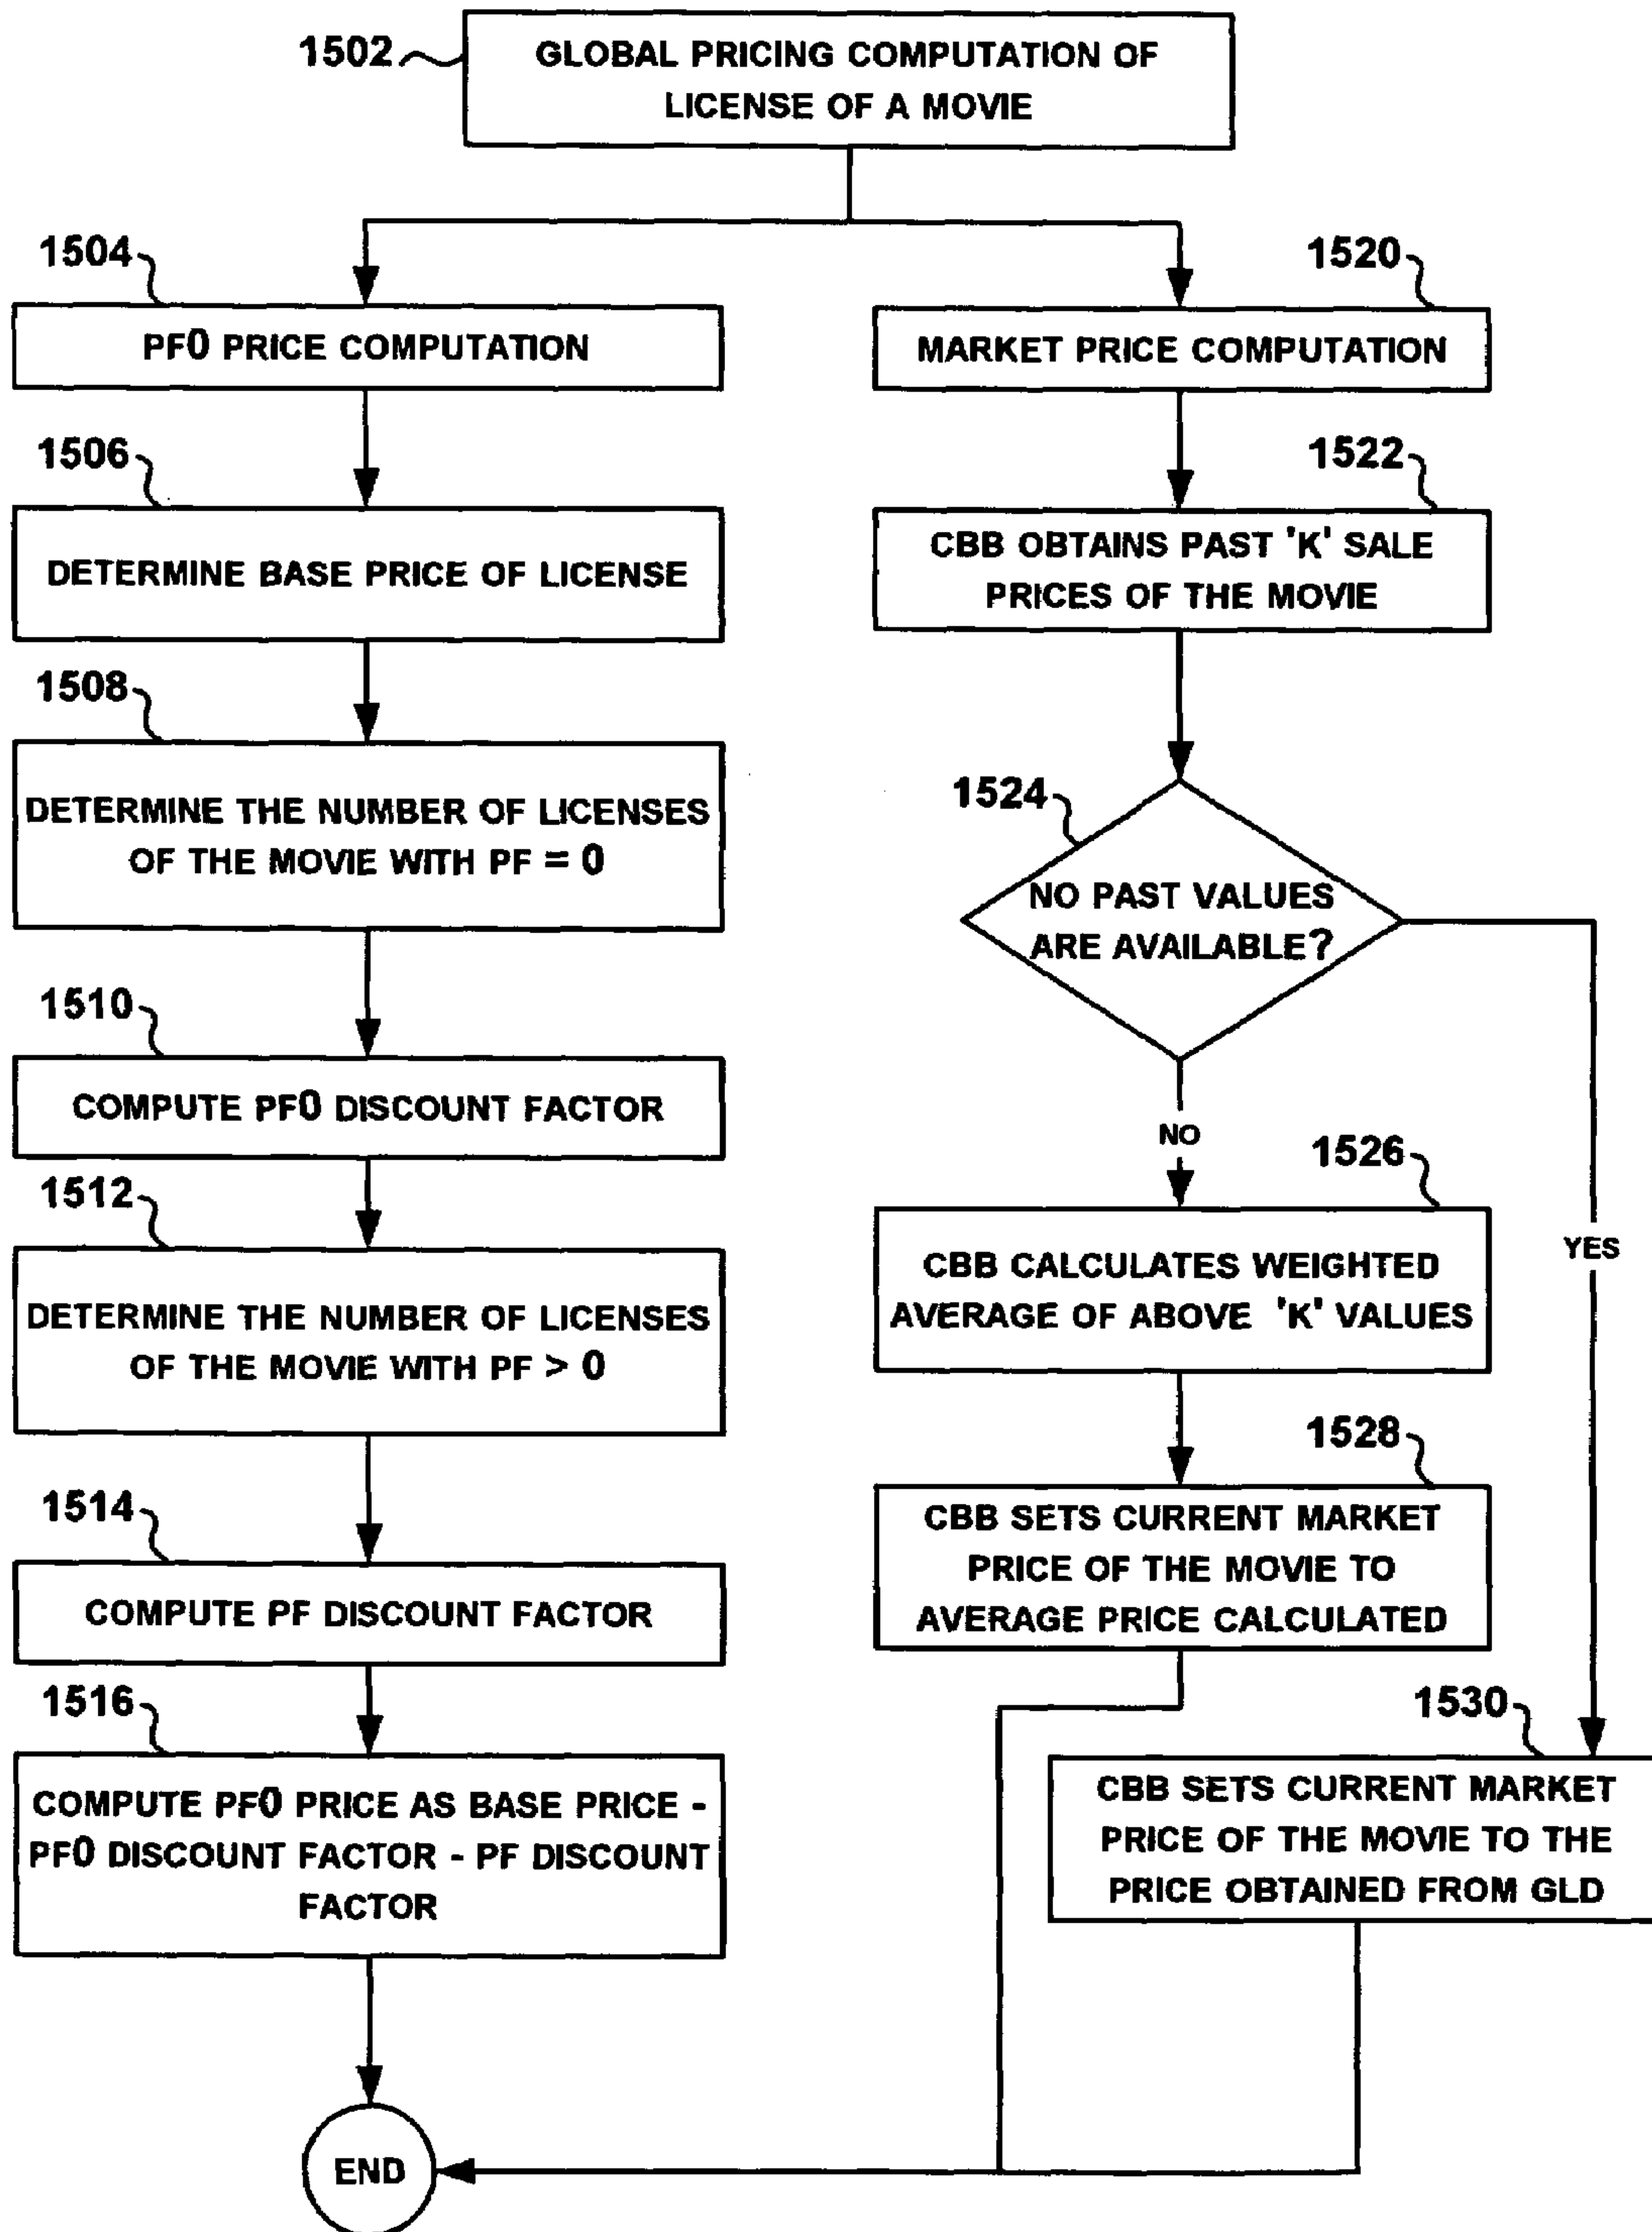 1502
GLOBAL PRICING COMPUTATION OF
LICENSE OF A MOVIE
1504
PF0 PRICE COMPUTATION
1506
DETERMINE BASE PRICE OF LICENSE
1508
DETERMINE THE NUMBER OF LICENSES
OF THE MOVIE WITH PF = 0
1510
COMPUTE PF0 DISCOUNT FACTOR
1512
DETERMINE THE NUMBER OF LICENSES
OF THE MOVIE WITH PF > 0
1514
COMPUTE PF DISCOUNT FACTOR
1516
COMPUTE PF0 PRICE AS BASE PRICE -
PF0 DISCOUNT FACTOR - PF DISCOUNT
FACTOR
1520
MARKET PRICE COMPUTATION
1522
CBB OBTAINS PAST 'K' SALE
PRICES OF THE MOVIE
1524
NO PAST VALUES
ARE AVAILABLE?
NO
YES
1526
CBB CALCULATES WEIGHTED
AVERAGE OF ABOVE 'K' VALUES
1528
CBB SETS CURRENT MARKET
PRICE OF THE MOVIE TO
AVERAGE PRICE CALCULATED
1530
CBB SETS CURRENT MARKET
PRICE OF THE MOVIE TO THE
PRICE OBTAINED FROM GLD
END